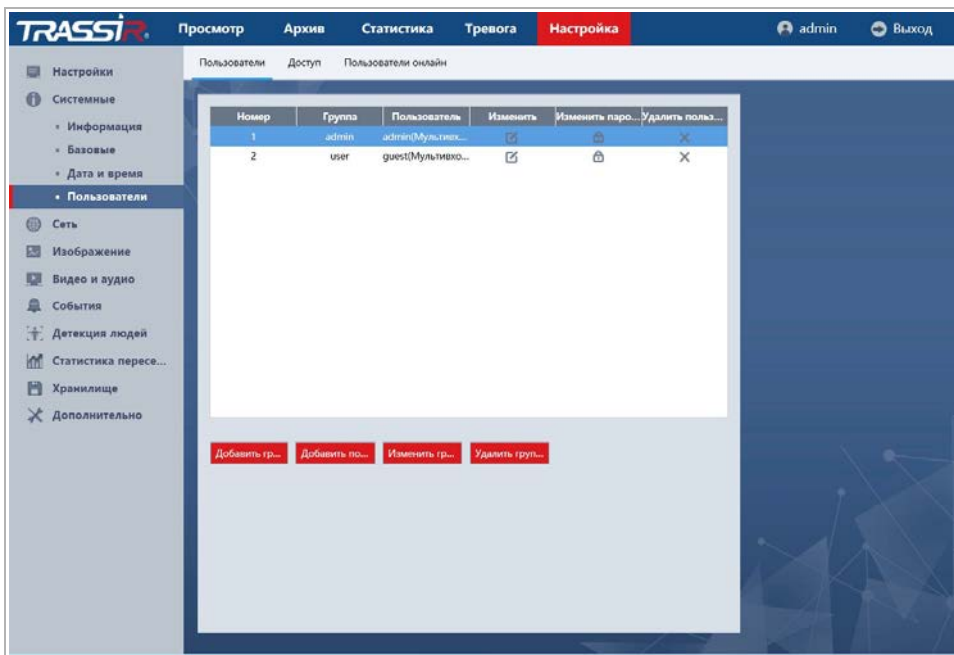 TRASSIR Просмотр Архив Статистика Тревога Настройка admin Выход
Пользователи Доступ Пользователи онлайн
Настройки
Системные
Информация
Базовые
Дата и время
Пользователи
Сеть
Изображение
Видео и аудио
События
Детекция людей
Статистика пересе...
Хранилище
Дополнительно
Номер Группа Пользователь Изменить Изменить паро... Удалить польз...
1 admin admin(Мультивх...
2 user guest(Мультивхо...
Добавить гр... Добавить по... Изменить гр... Удалить груп...